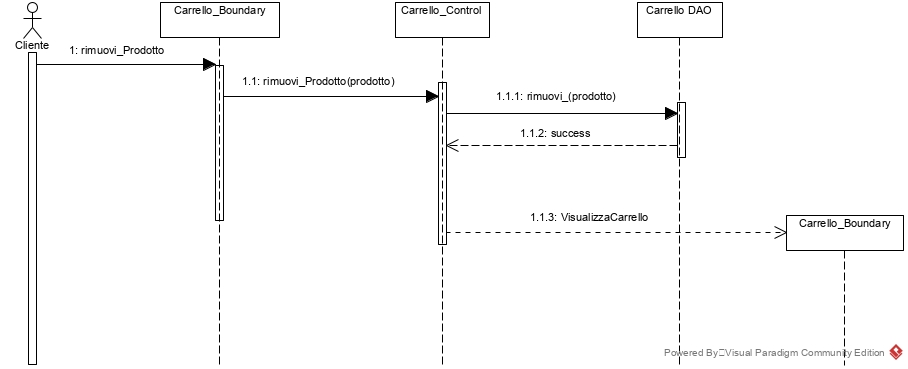 Carrello_Boundary
Carrello_Control
Carrello DAO
Cliente
1: rimuovi_Prodotto
1.1: rimuovi_Prodotto(prodotto)
1.1.1: rimuovi_(prodotto)
1.1.2: success
1.1.3: VisualizzaCarrello
Carrello_Boundary
Powered By Visual Paradigm Community Edition